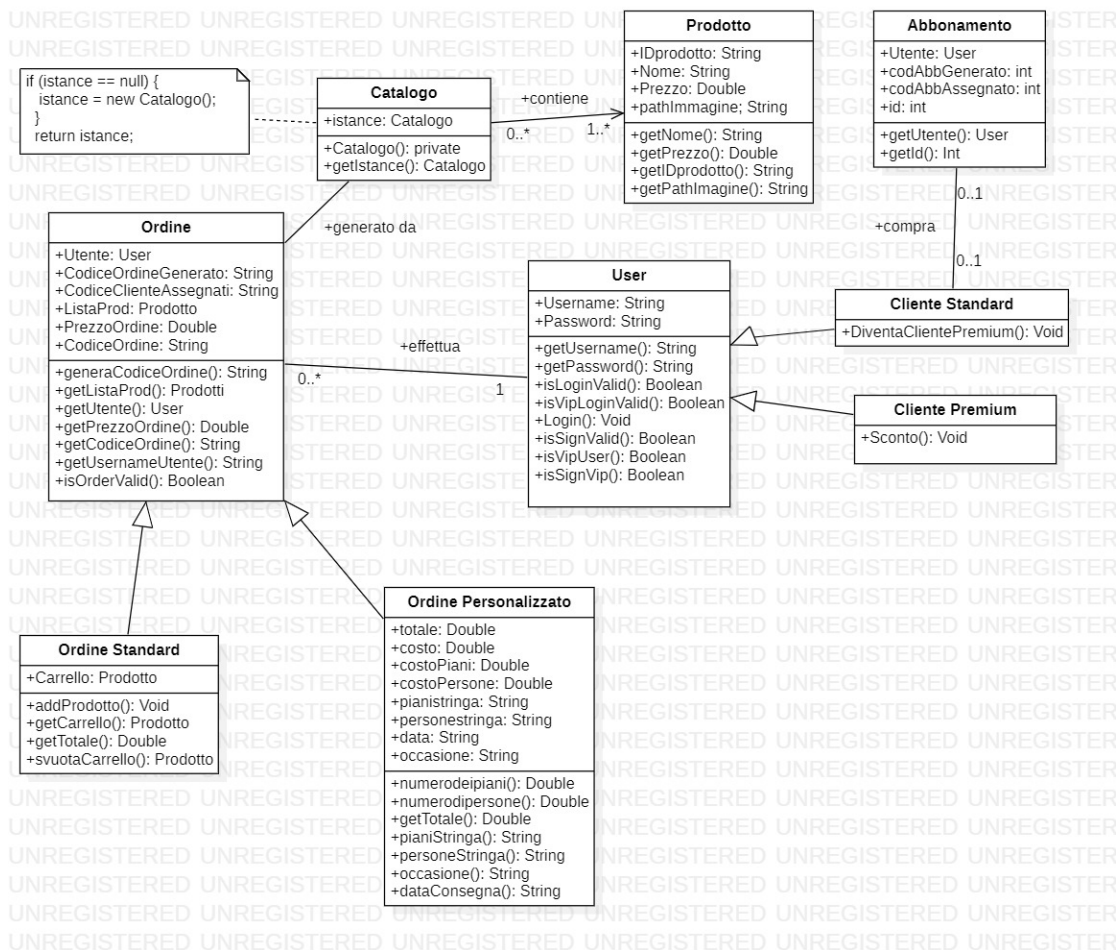 if (istance == null) {
istance = new Catalogo();
}
return istance;
Catalogo
+istance: Catalogo
+Catalogo(): private
+getIstance(): Catalogo
+contiene
0..*
1..*
Prodotto
+IDprodotto: String
+Nome: String
+Prezzo: Double
+pathImmagine; String
+getNome(): String
+getPrezzo(): Double
+getIDprodotto(): String
+getPathImagine(): String
Abbonamento
+Utente: User
+codAbbGenerato: int
+codAbbAssegnato: int
+id: int
+getUtente(): User
+getId(): Int
0..1
+compra
0..1
+generato da
Ordine
+Utente: User
+CodiceOrdineGenerato: String
+CodiceClienteAssegnati: String
+ListaProd: Prodotto
+PrezzoOrdine: Double
+CodiceOrdine: String
+generaCodiceOrdine(): String
+getListaProd(): Prodotti
+getUtente(): User
+getPrezzoOrdine(): Double
+getCodiceOrdine(): String
+getUsernameUtente(): String
+isOrderValid(): Boolean
+effettua
0..*
1
User
+Username: String
+Password: String
+getUsername(): String
+getPassword(): String
+isLoginValid(): Boolean
+isVipLoginValid(): Boolean
+Login(): Void
+isSignValid(): Boolean
+isVipUser(): Boolean
+isSignVip(): Boolean
Cliente Standard
+DiventaClientePremium(): Void
Cliente Premium
+Sconto(): Void
Ordine Standard
+Carrello: Prodotto
+addProdotto(): Void
+getCarrello(): Prodotto
+getTotale(): Double
+svuotaCarrello(): Prodotto
Ordine Personalizzato
+totale: Double
+costo: Double
+costoPiani: Double
+costoPersone: Double
+pianistringa: String
+personestringa: String
+data: String
+occasione: String
+numerodeipiani(): Double
+numerodipersone(): Double
+getTotale(): Double
+pianiStringa(): String
+personeStringa(): String
+occasione(): String
+dataConsegna(): String
UNREGISTERED